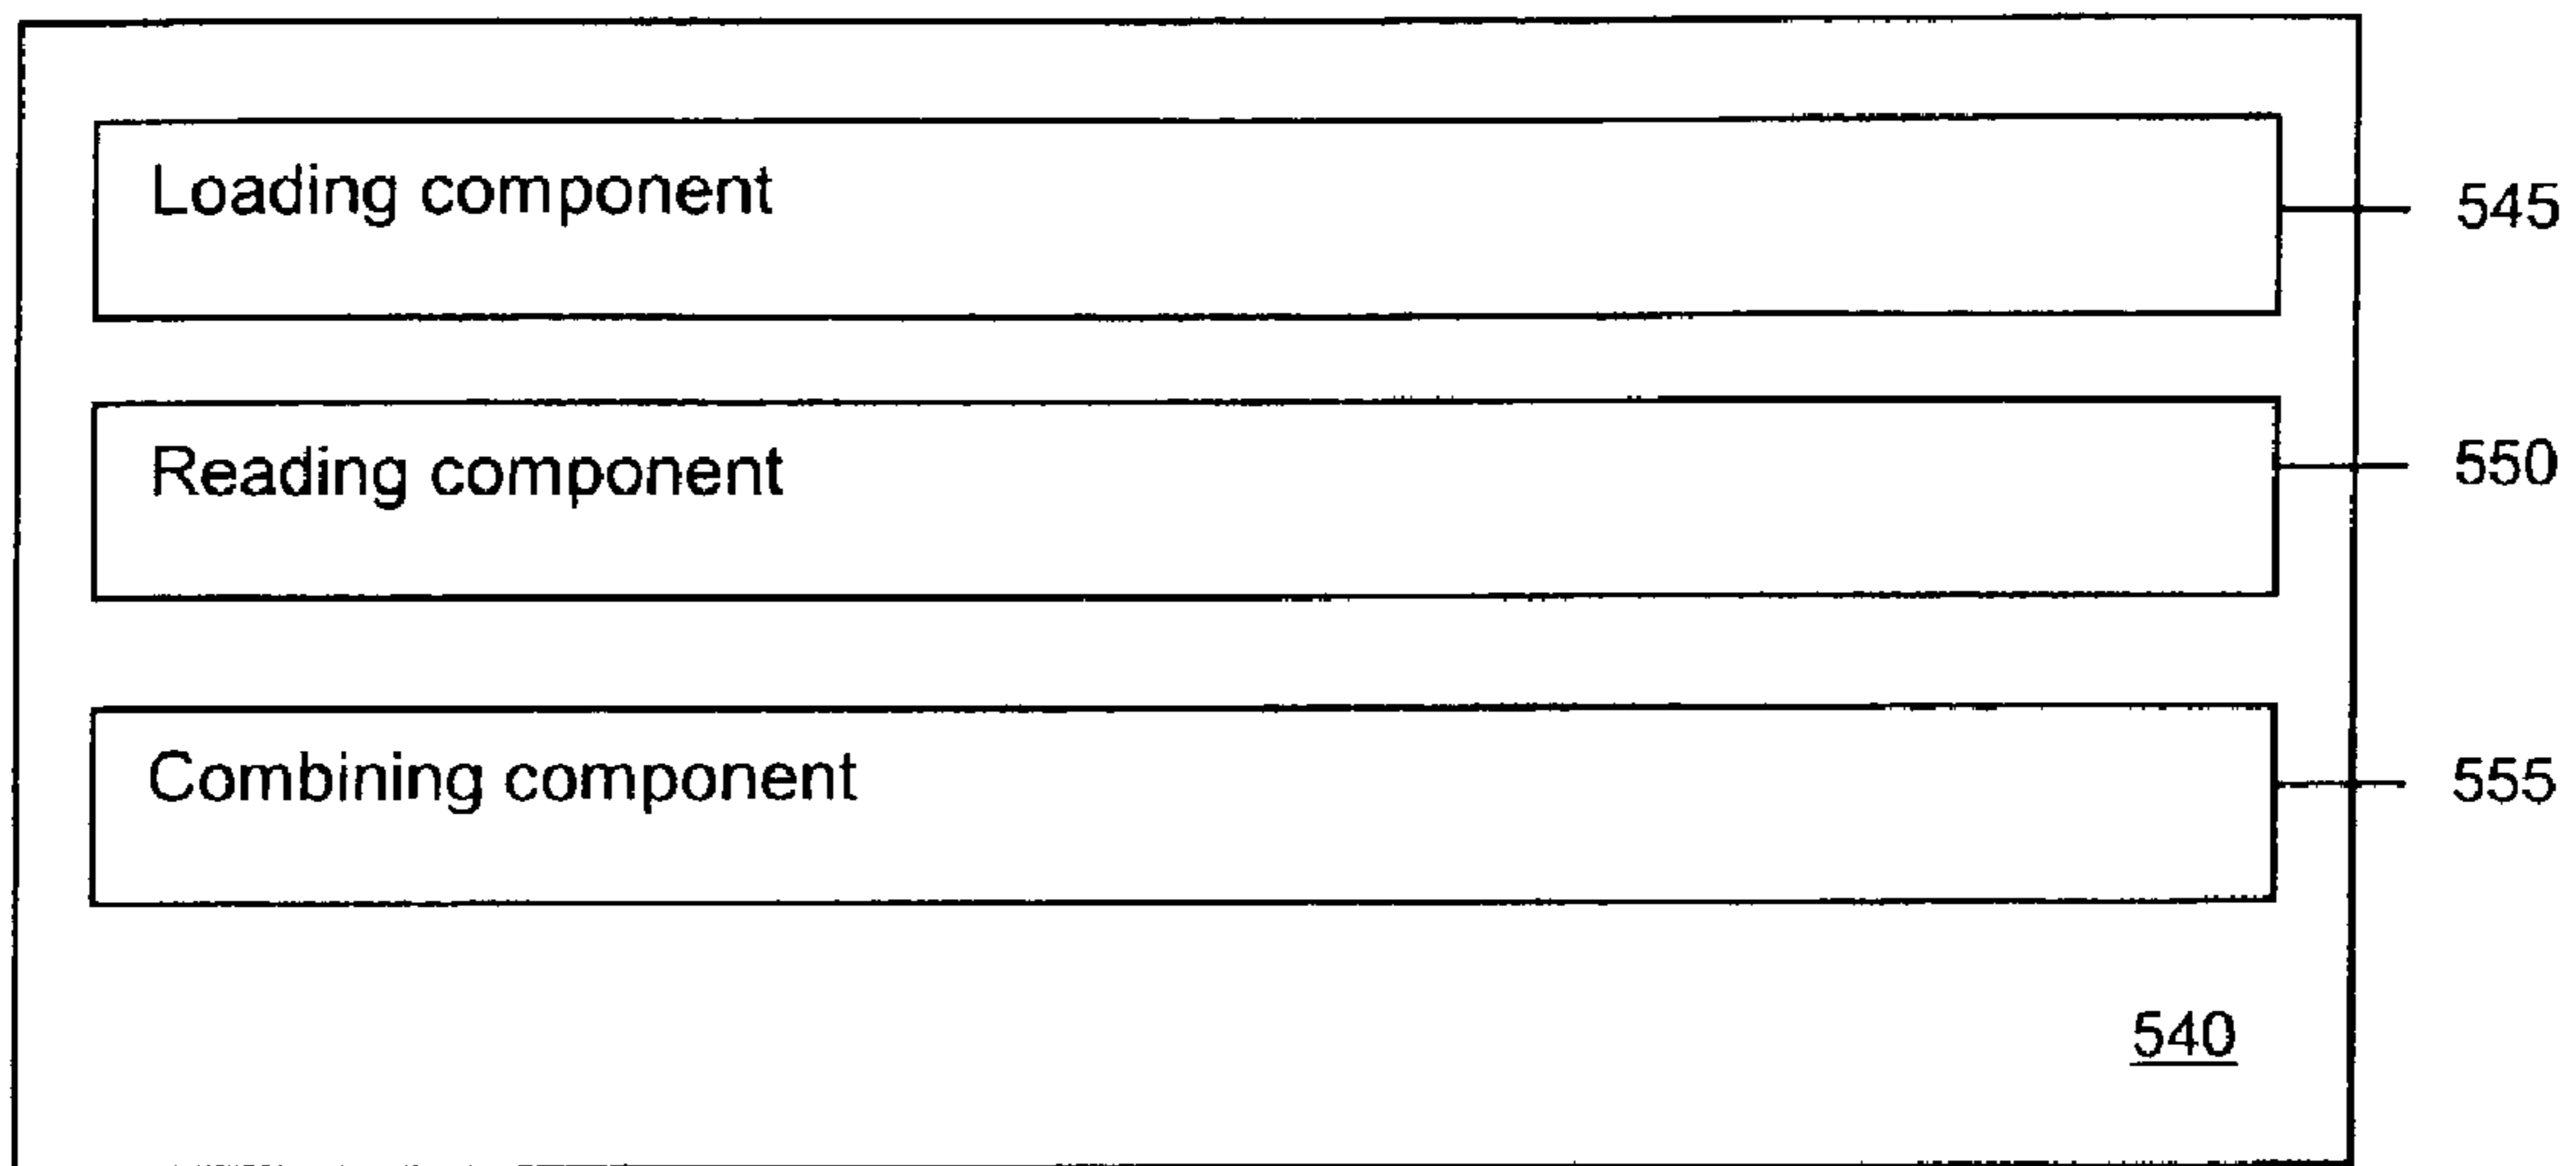 Loading component
545
Reading component
550
Combining component
555
540